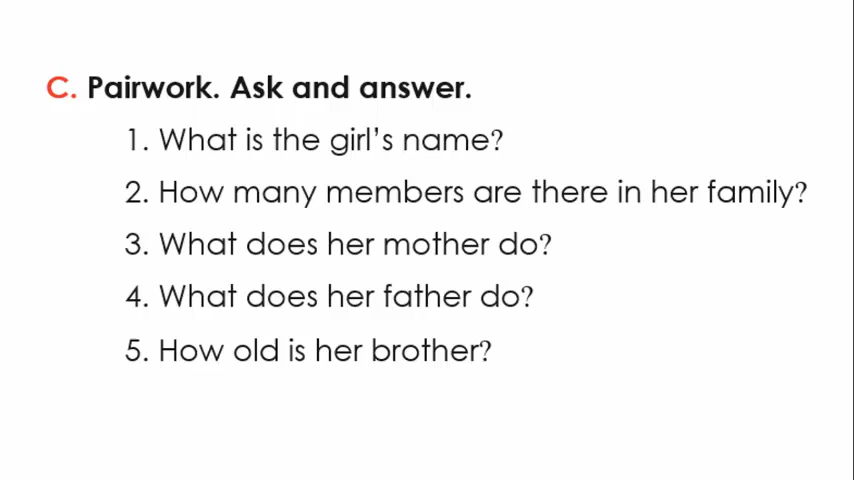 C. Pairwork. Ask and answer.
1. What is the girl's name?
2. How many members are there in her family?
3. What does her mother do?
4. What does her father do?
5. How old is her brother?